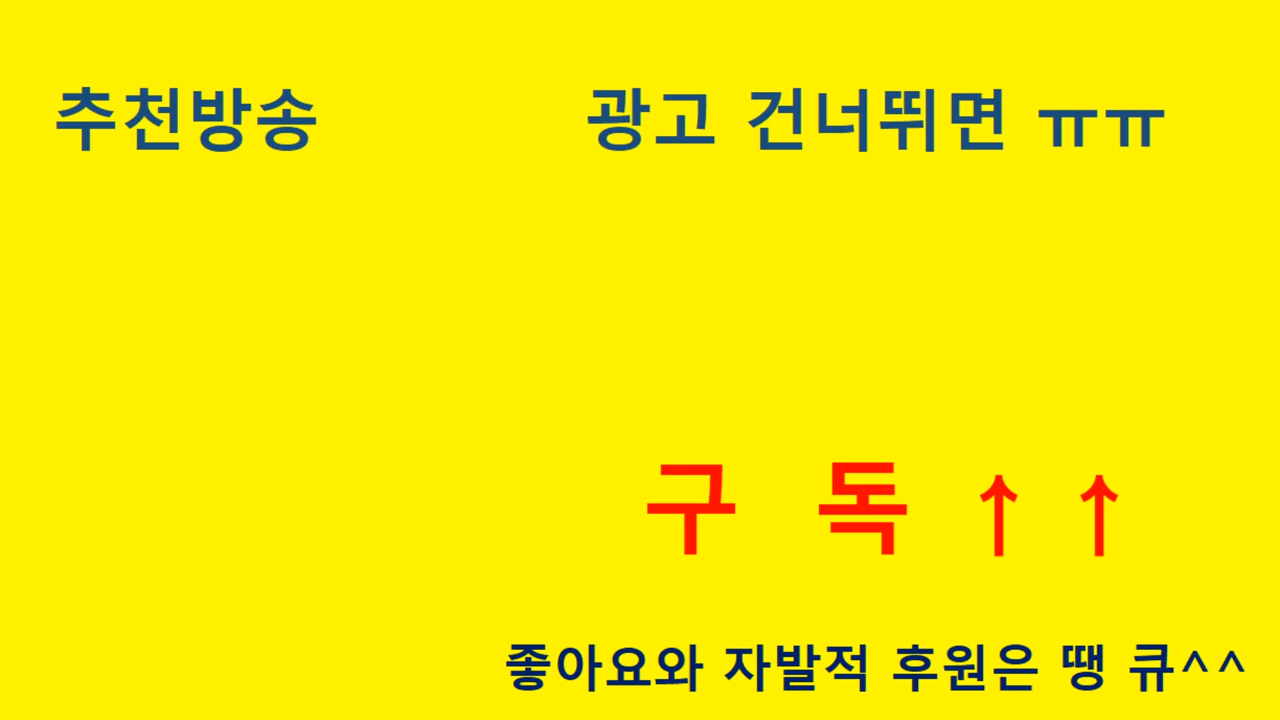 추천방송
광고 건너뛰면 ㅠㅠ
구 독 ↑ ↑
좋아요와 자발적 후원은 땡 큐^^